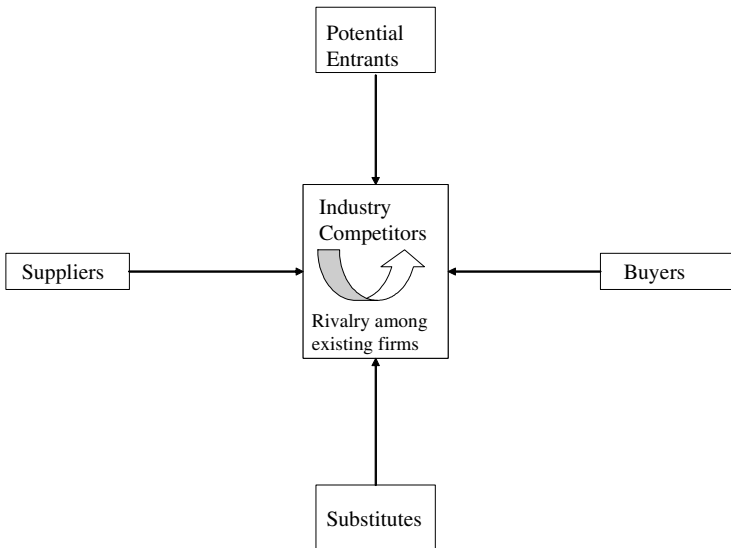 Potential
Entrants
Industry
Competitors
Suppliers
Buyers
Rivalry among
existing firms
Substitutes